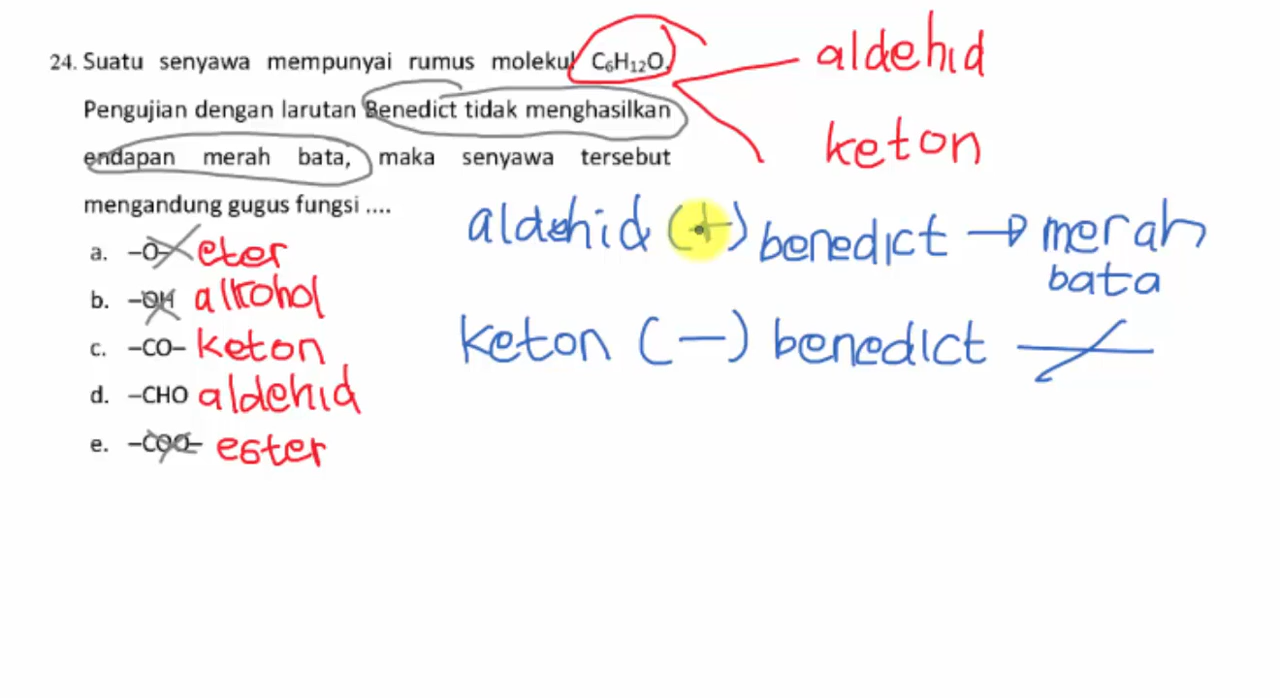 24. Suatu senyawa mempunyai rumus molekul C₆H₁₂O.
Pengujian dengan larutan Benedict tidak menghasilkan
endapan merah bata, maka senyawa tersebut
mengandung gugus fungsi ....
a. –O– eter
b. –OH alkohol
c. –CO– keton
d. –CHO aldehid
e. –COO– ester
aldehid
keton
aldehid (+) benedict → merah
bata
keton (–) benedict